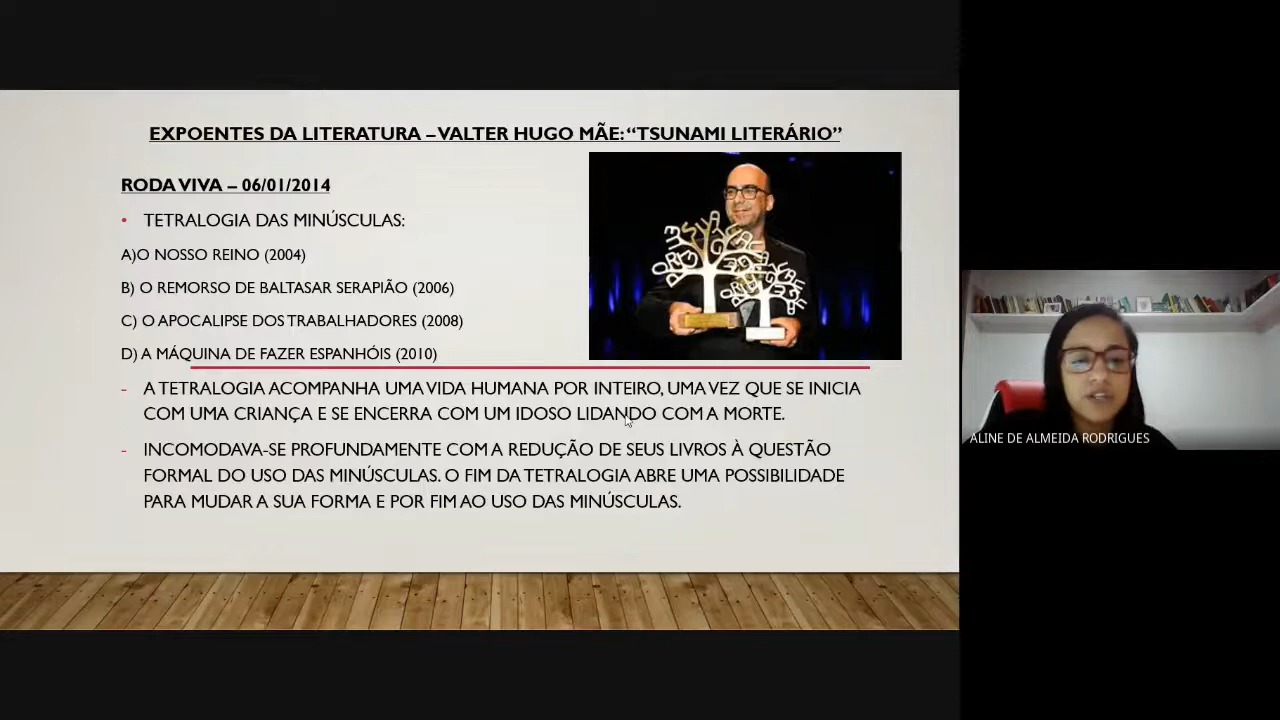 EXPOENTES DA LITERATURA – VALTER HUGO MÃE: “TSUNAMI LITERÁRIO”
RODA VIVA – 06/01/2014
• TETRALOGIA DAS MINÚSCULAS:
A)O NOSSO REINO (2004)
B) O REMORSO DE BALTASAR SERAPIÃO (2006)
C) O APOCALIPSE DOS TRABALHADORES (2008)
D) A MÁQUINA DE FAZER ESPANHÓIS (2010)
- A TETRALOGIA ACOMPANHA UMA VIDA HUMANA POR INTEIRO, UMA VEZ QUE SE INICIA
COM UMA CRIANÇA E SE ENCERRA COM UM IDOSO LIDANDO COM A MORTE.
- INCOMODAVA-SE PROFUNDAMENTE COM A REDUÇÃO DE SEUS LIVROS À QUESTÃO
FORMAL DO USO DAS MINÚSCULAS. O FIM DA TETRALOGIA ABRE UMA POSSIBILIDADE
PARA MUDAR A SUA FORMA E POR FIM AO USO DAS MINÚSCULAS.
ALINE DE ALMEIDA RODRIGUES